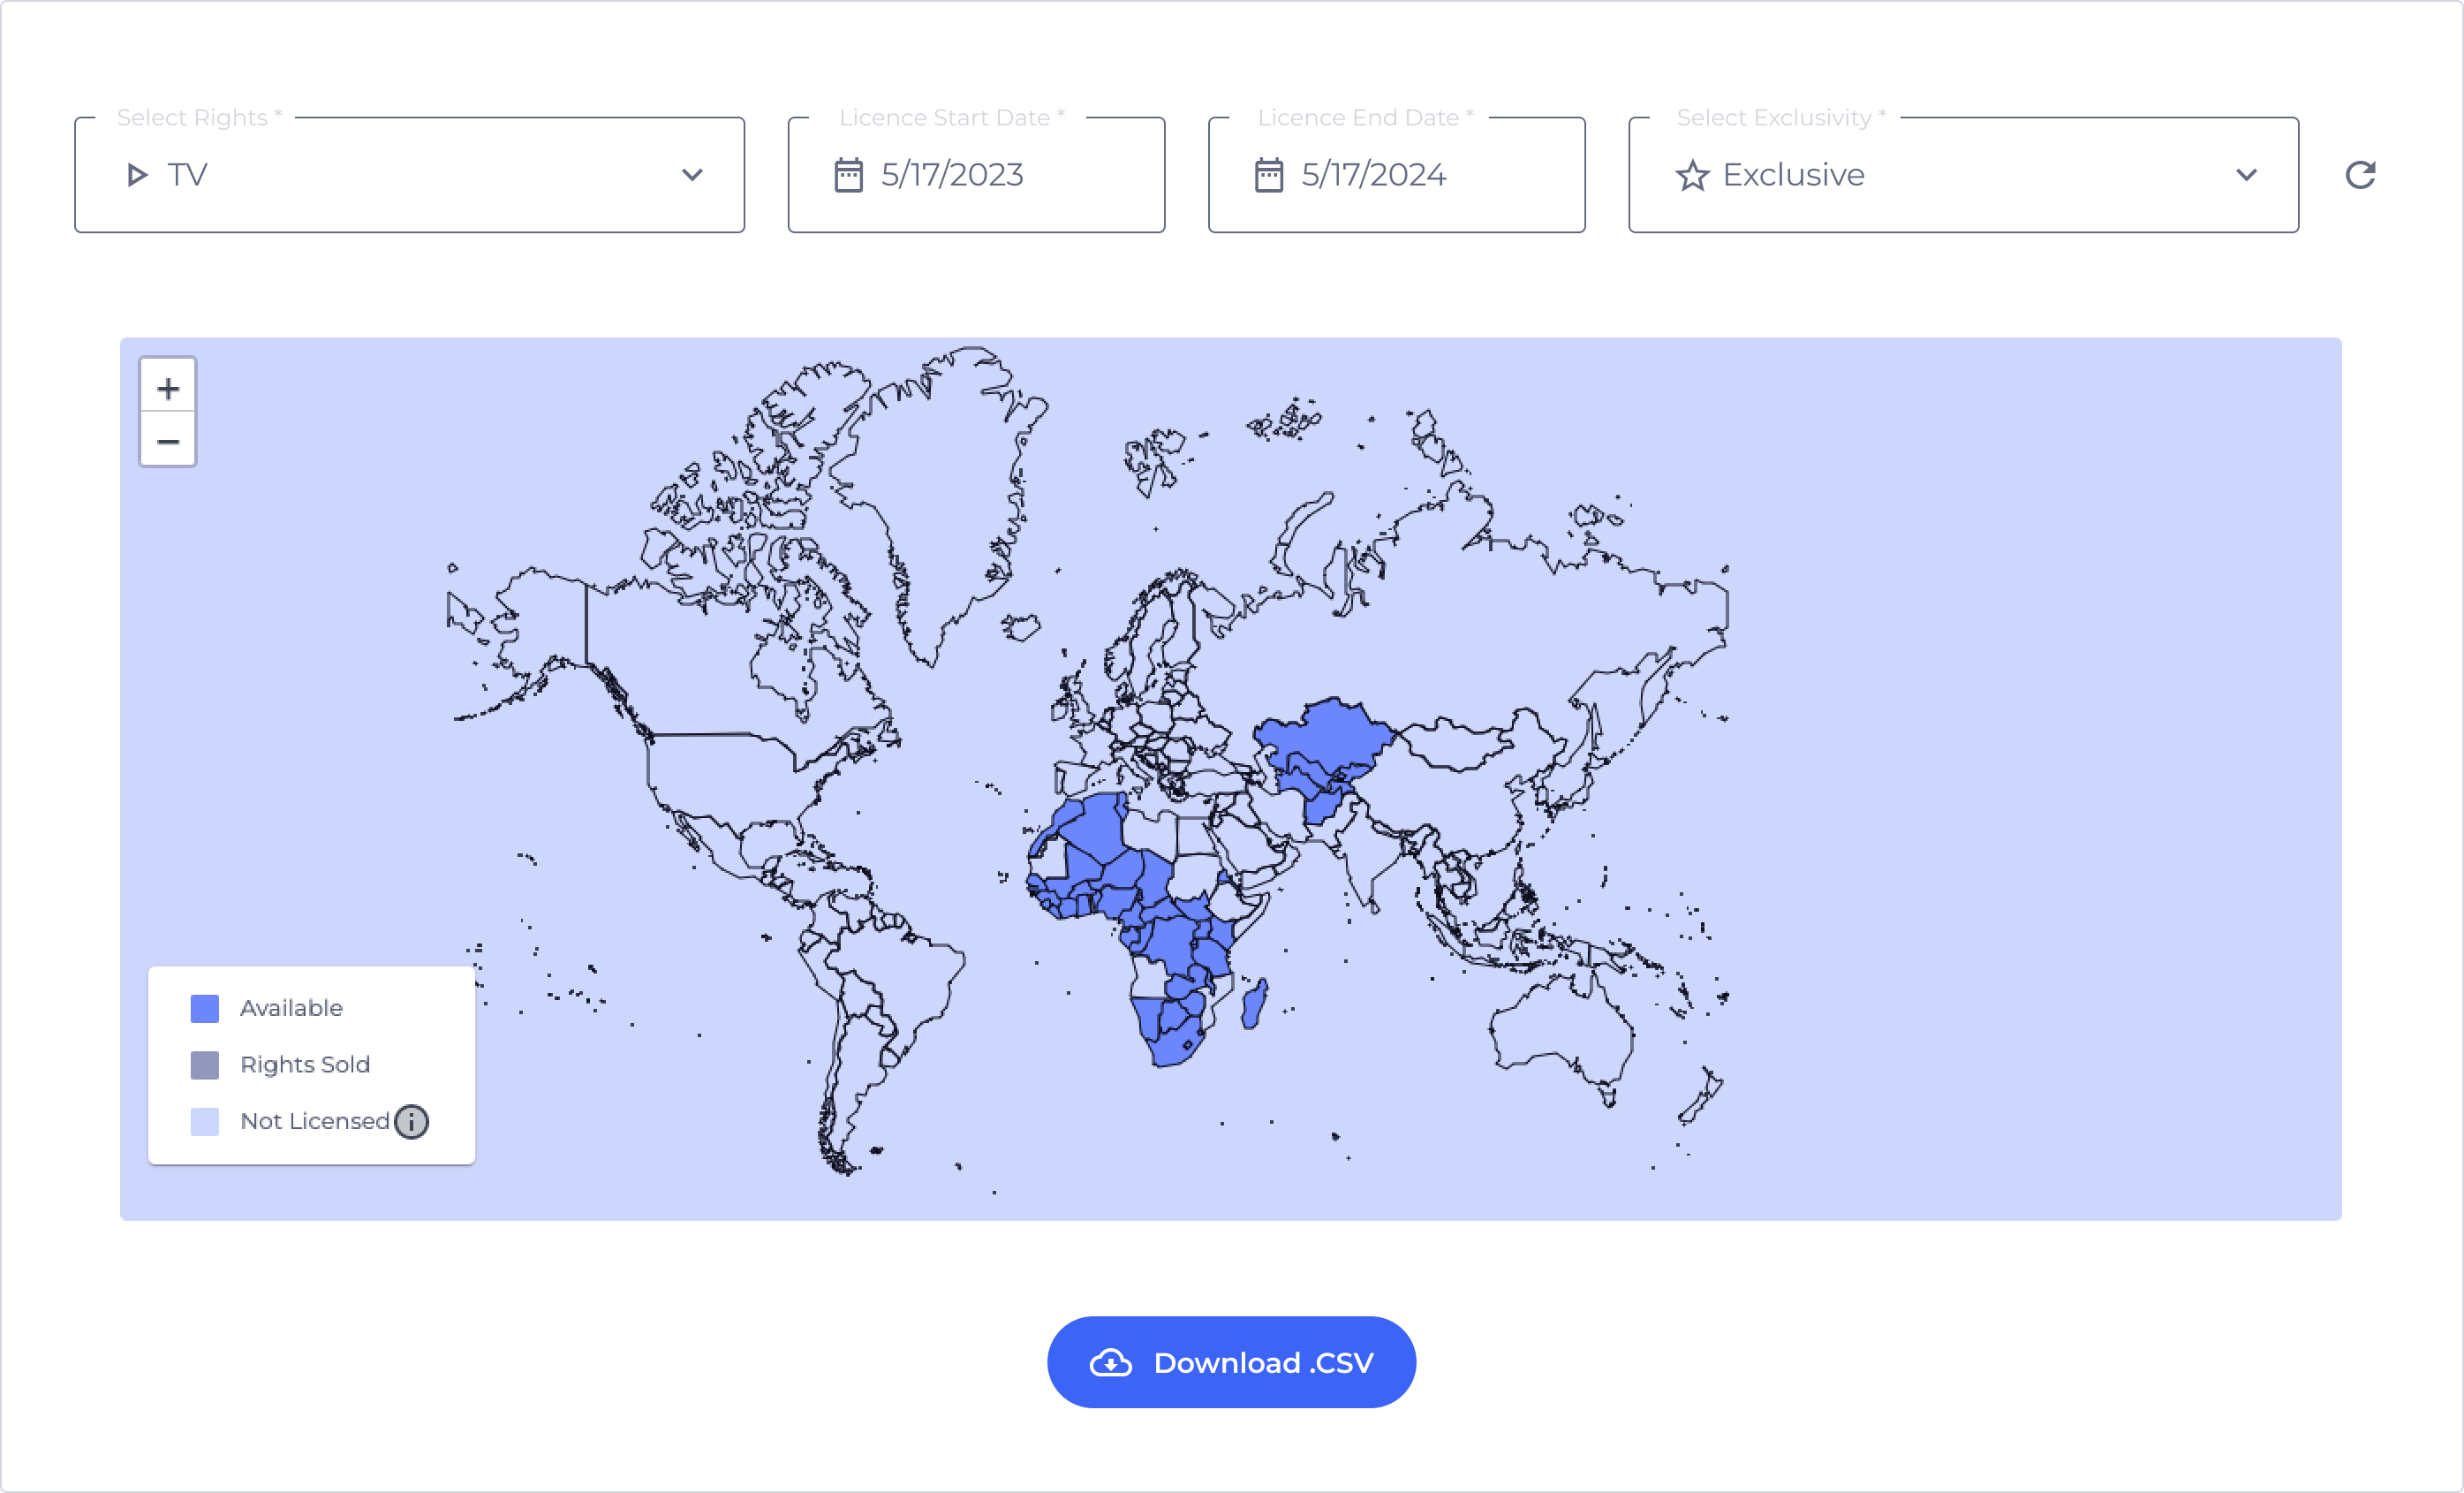 Select Rights *
TV
Licence Start Date *
5/17/2023
Licence End Date *
5/17/2024
Select Exclusivity *
Exclusive
+
−
Available
Rights Sold
Not Licensed
Download .CSV